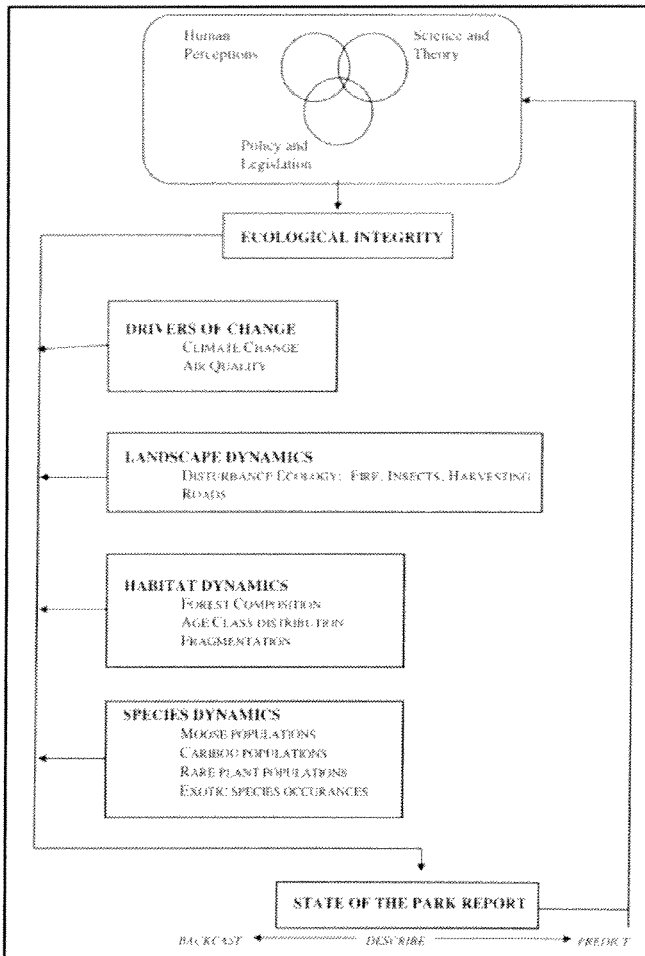 Human Perceptions
Science and Theory
Policy and Legislation
ECOLOGICAL INTEGRITY
DRIVERS OF CHANGE
CLIMATE CHANGE
AIR QUALITY
LANDSCAPE DYNAMICS
DISTURBANCE ECOLOGY: FIRE, INSECTS, HARVESTING
ROADS
HABITAT DYNAMICS
FOREST COMPOSITION
AGE CLASS DISTRIBUTION
FRAGMENTATION
SPECIES DYNAMICS
MOOSE POPULATIONS
CARIBOU POPULATIONS
RARE PLANT POPULATIONS
EXOTIC SPECIES OCCURANCES
STATE OF THE PARK REPORT
BACKCAST DESCRIBE PREDICT